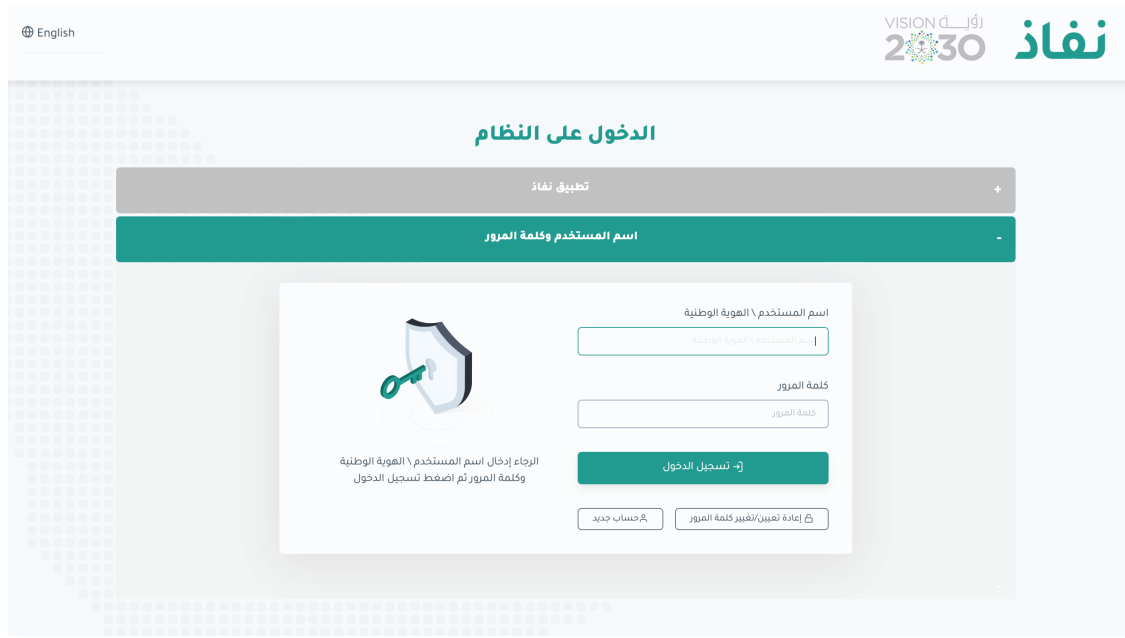 English
VISION رؤيـــة
2030
نفاذ
الدخول على النظام
تطبيق نفاذ
+
اسم المستخدم وكلمة المرور
-
اسم المستخدم \ الهوية الوطنية
إسم المستخدم \ الهوية الوطنية
كلمة المرور
كلمة المرور
تسجيل الدخول
إعادة تعيين/تغيير كلمة المرور
حساب جديد
الرجاء إدخال اسم المستخدم \ الهوية الوطنية
وكلمة المرور ثم اضغط تسجيل الدخول